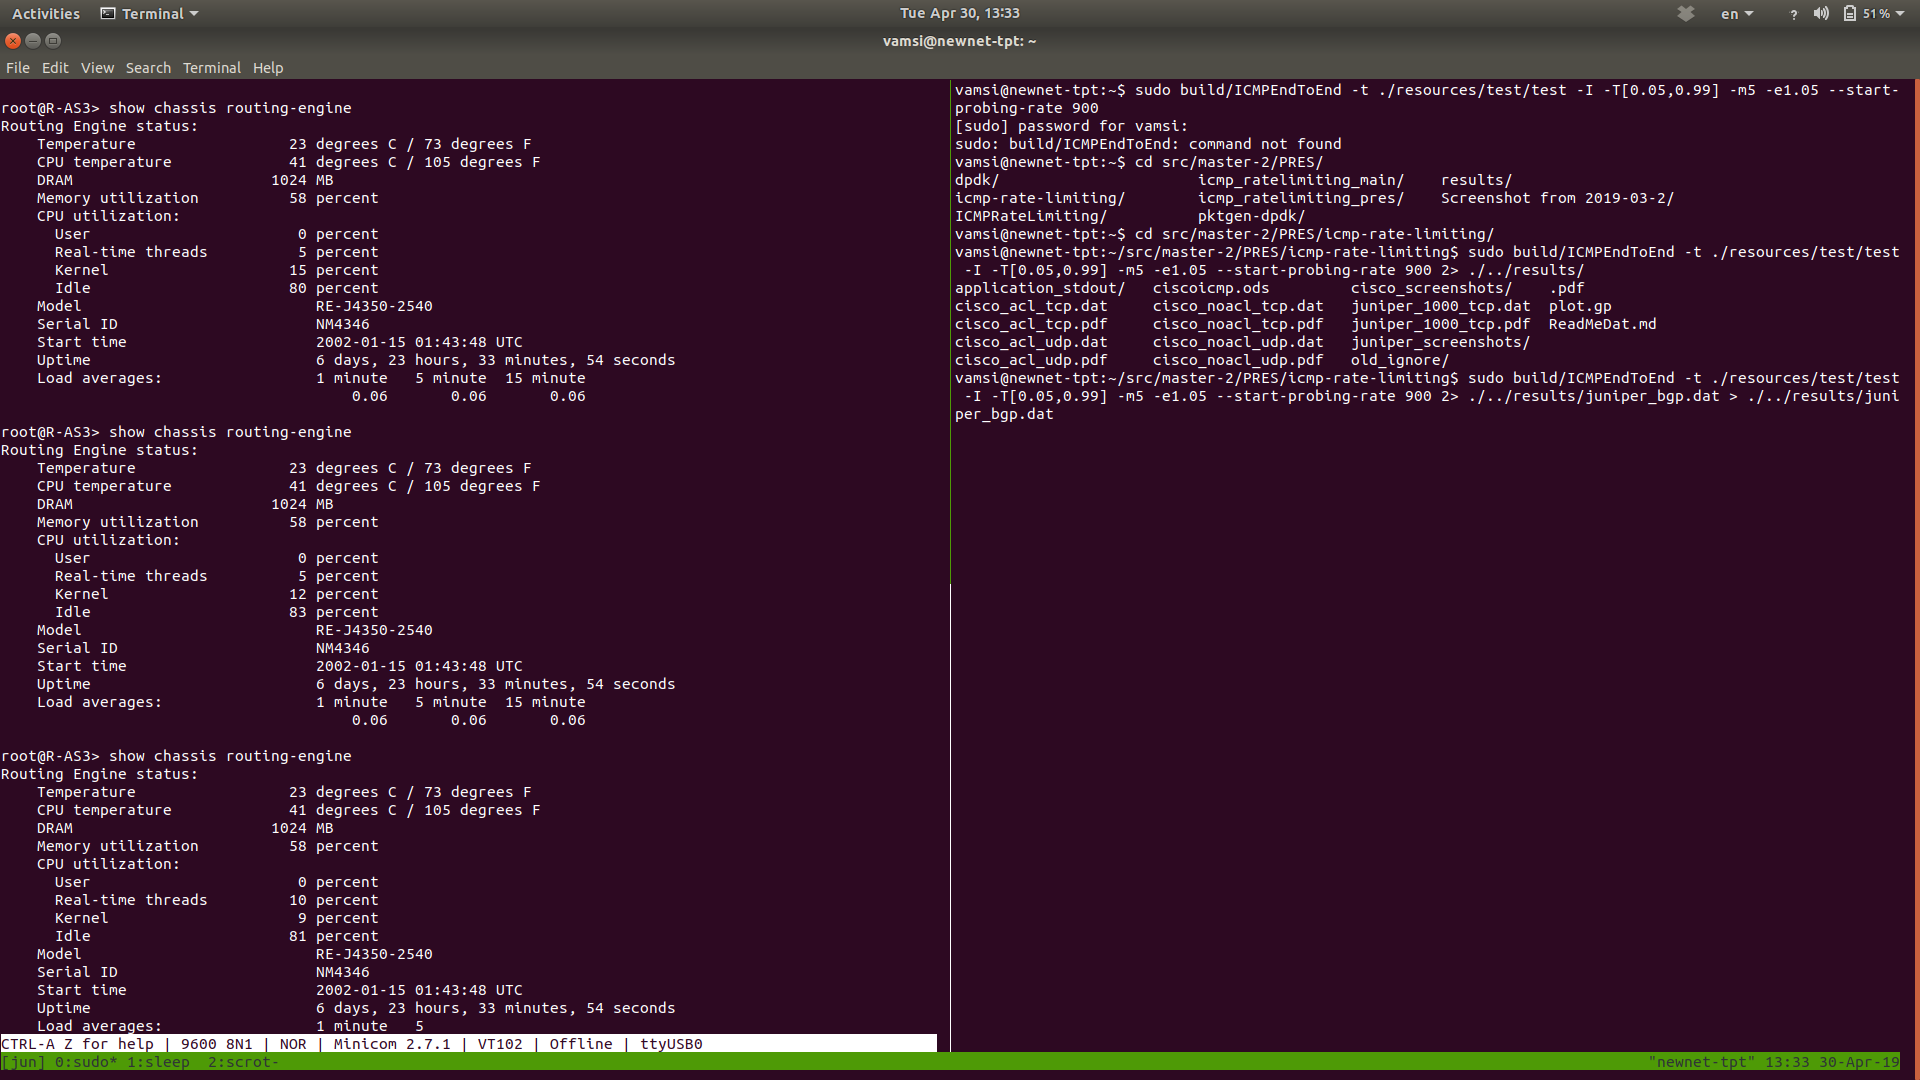 Activities Terminal Tue Apr 30, 13:33 en ? 51%
vamsi@newnet-tpt: ~
File Edit View Search Terminal Help
root@R-AS3> show chassis routing-engine
Routing Engine status:
Temperature 23 degrees C / 73 degrees F
CPU temperature 41 degrees C / 105 degrees F
DRAM 1024 MB
Memory utilization 58 percent
CPU utilization:
User 0 percent
Real-time threads 5 percent
Kernel 15 percent
Idle 80 percent
Model RE-J4350-2540
Serial ID NM4346
Start time 2002-01-15 01:43:48 UTC
Uptime 6 days, 23 hours, 33 minutes, 54 seconds
Load averages: 1 minute 5 minute 15 minute
0.06 0.06 0.06
root@R-AS3> show chassis routing-engine
Routing Engine status:
Temperature 23 degrees C / 73 degrees F
CPU temperature 41 degrees C / 105 degrees F
DRAM 1024 MB
Memory utilization 58 percent
CPU utilization:
User 0 percent
Real-time threads 5 percent
Kernel 12 percent
Idle 83 percent
Model RE-J4350-2540
Serial ID NM4346
Start time 2002-01-15 01:43:48 UTC
Uptime 6 days, 23 hours, 33 minutes, 54 seconds
Load averages: 1 minute 5 minute 15 minute
0.06 0.06 0.06
root@R-AS3> show chassis routing-engine
Routing Engine status:
Temperature 23 degrees C / 73 degrees F
CPU temperature 41 degrees C / 105 degrees F
DRAM 1024 MB
Memory utilization 58 percent
CPU utilization:
User 0 percent
Real-time threads 10 percent
Kernel 9 percent
Idle 81 percent
Model RE-J4350-2540
Serial ID NM4346
Start time 2002-01-15 01:43:48 UTC
Uptime 6 days, 23 hours, 33 minutes, 54 seconds
Load averages: 1 minute 5
CTRL-A Z for help | 9600 8N1 | NOR | Minicom 2.7.1 | VT102 | Offline | ttyUSB0
vamsi@newnet-tpt:~$ sudo build/ICMPEndToEnd -t ./resources/test/test -I -T[0.05,0.99] -m5 -e1.05 --start-
probing-rate 900
[sudo] password for vamsi:
sudo: build/ICMPEndToEnd: command not found
vamsi@newnet-tpt:~$ cd src/master-2/PRES/
dpdk/ icmp_ratelimiting_main/ results/
icmp-rate-limiting/ icmp_ratelimiting_pres/ Screenshot from 2019-03-2/
ICMPRateLimiting/ pktgen-dpdk/
vamsi@newnet-tpt:~$ cd src/master-2/PRES/icmp-rate-limiting/
vamsi@newnet-tpt:~/src/master-2/PRES/icmp-rate-limiting$ sudo build/ICMPEndToEnd -t ./resources/test/test
-I -T[0.05,0.99] -m5 -e1.05 --start-probing-rate 900 2> ./../results/
application_stdout/ ciscoicmp.ods cisco_screenshots/ .pdf
cisco_acl_tcp.dat cisco_noacl_tcp.dat juniper_1000_tcp.dat plot.gp
cisco_acl_tcp.pdf cisco_noacl_tcp.pdf juniper_1000_tcp.pdf ReadMeDat.md
cisco_acl_udp.dat cisco_noacl_udp.dat juniper_screenshots/
cisco_acl_udp.pdf cisco_noacl_udp.pdf old_ignore/
vamsi@newnet-tpt:~/src/master-2/PRES/icmp-rate-limiting$ sudo build/ICMPEndToEnd -t ./resources/test/test
-I -T[0.05,0.99] -m5 -e1.05 --start-probing-rate 900 2> ./../results/juniper_bgp.dat > ./../results/juni
per_bgp.dat
[jun] 0:sudo* 1:sleep 2:scrot- "newnet-tpt" 13:33 30-Apr-19